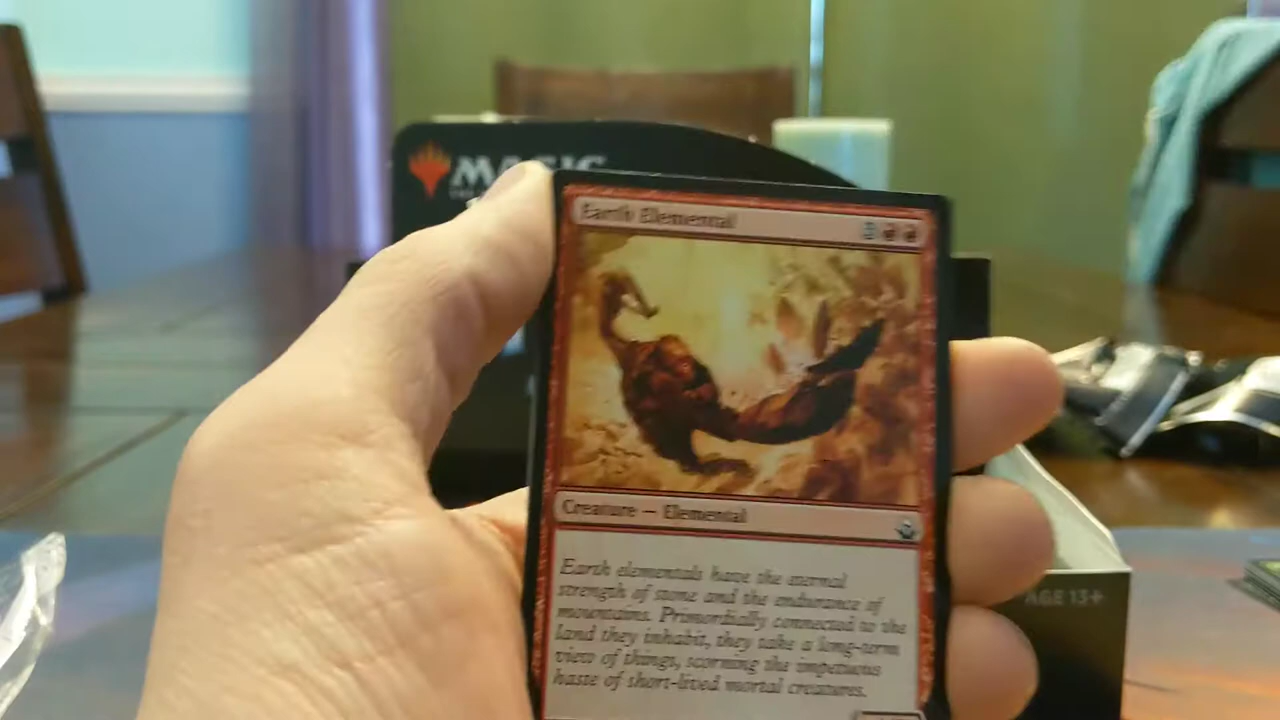 MAGIC
Earth Elemental
Creature — Elemental
Earth elementals have the eternal
strength of stone and the endurance of
mountains. Primordially connected to the
land they inhabit, they take a long-term
view of things, scorning the impetuous
haste of short-lived mortal creatures.
AGE 13+